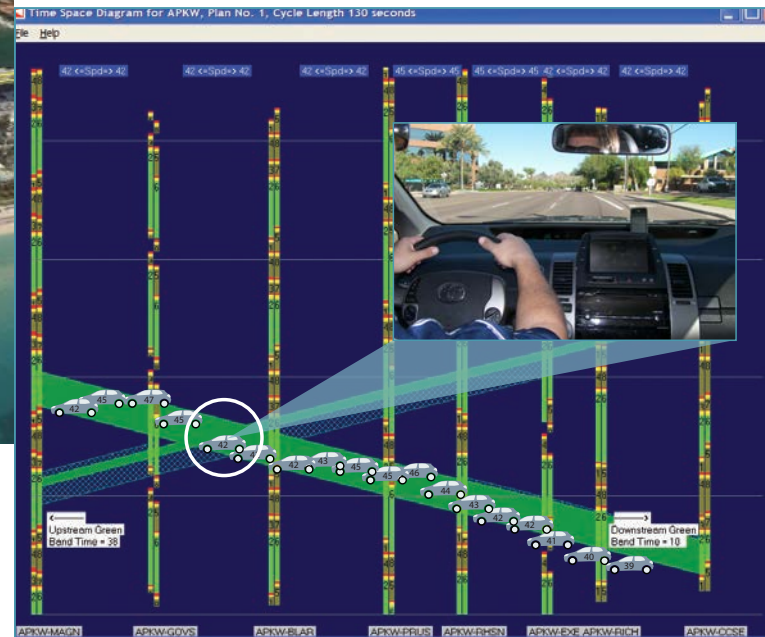 Time Space Diagram for APKW, Plan No. 1, Cycle Length 130 seconds
File Help
42 <=Spd=> 42 42 <=Spd=> 42 42 <=Spd=> 42 45 <=Spd=> 45 45 <=Spd=> 45 42 <=Spd=> 42 42 <=Spd=> 42
42 45 47 45 42 42 43 45 45 46 44 43 42 42 41 40 39
Upstream Green
Band Time = 38
Downstream Green
Band Time = 10
APKW-MAGN APKW-GOVS APKW-BLAR APKW-PRUS APKW-RHSN APKW-EXE APKW-RICH APKW-CCSE